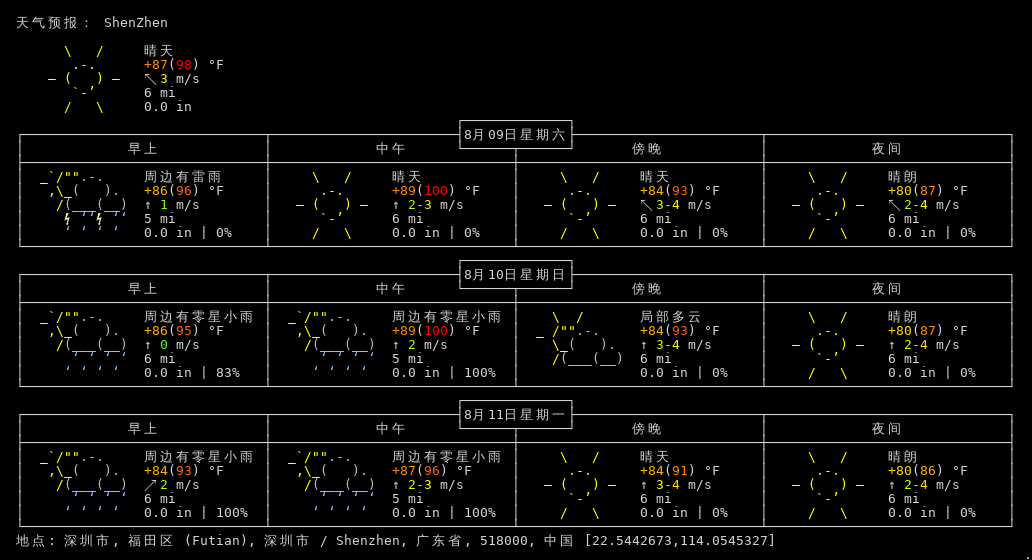 天气预报： ShenZhen
晴天
+87(98) °F
↖3 m/s
6 mi
0.0 in
8月09日星期六
早上 中午 傍晚 夜间
周边有雷雨 晴天 晴天 晴朗
+86(96) °F +89(100) °F +84(93) °F +80(87) °F
↑ 1 m/s ↑ 2-3 m/s ↖3-4 m/s ↖2-4 m/s
5 mi 6 mi 6 mi 6 mi
0.0 in | 0% 0.0 in | 0% 0.0 in | 0% 0.0 in | 0%
8月10日星期日
早上 中午 傍晚 夜间
周边有零星小雨 周边有零星小雨 局部多云 晴朗
+86(95) °F +89(100) °F +84(93) °F +80(87) °F
↑ 0 m/s ↑ 2 m/s ↑ 3-4 m/s ↑ 2-4 m/s
6 mi 5 mi 6 mi 6 mi
0.0 in | 83% 0.0 in | 100% 0.0 in | 0% 0.0 in | 0%
8月11日星期一
早上 中午 傍晚 夜间
周边有零星小雨 周边有零星小雨 晴天 晴朗
+84(93) °F +87(96) °F +84(91) °F +80(86) °F
↗2 m/s ↑ 2-3 m/s ↑ 3-4 m/s ↑ 2-4 m/s
6 mi 5 mi 6 mi 6 mi
0.0 in | 100% 0.0 in | 100% 0.0 in | 0% 0.0 in | 0%
地点: 深圳市, 福田区 (Futian), 深圳市 / Shenzhen, 广东省, 518000, 中国 [22.5442673,114.0545327]